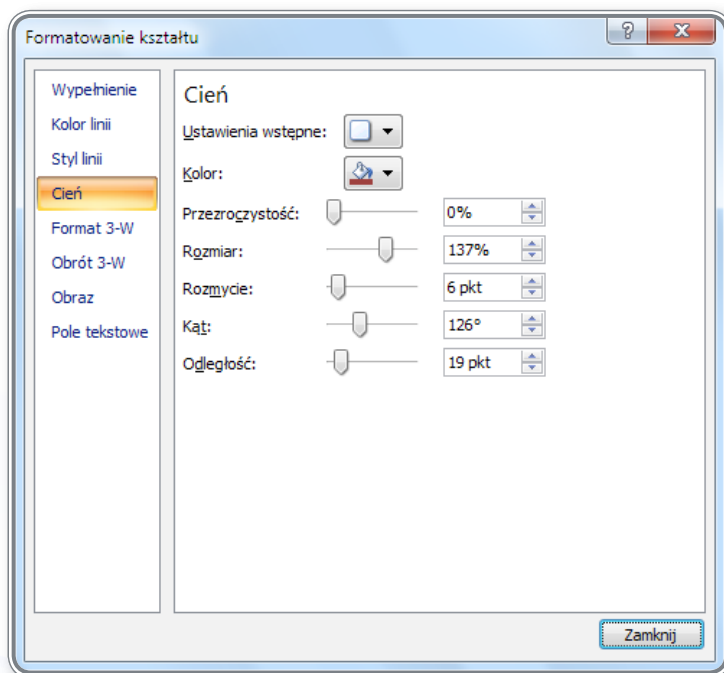 Formatowanie kształtu
Wypełnienie
Kolor linii
Styl linii
Cień
Format 3-W
Obrót 3-W
Obraz
Pole tekstowe
Cień
Ustawienia wstępne:
Kolor:
Przezroczystość: 0%
Rozmiar: 137%
Rozmycie: 6 pkt
Kąt: 126°
Odległość: 19 pkt
Zamknij